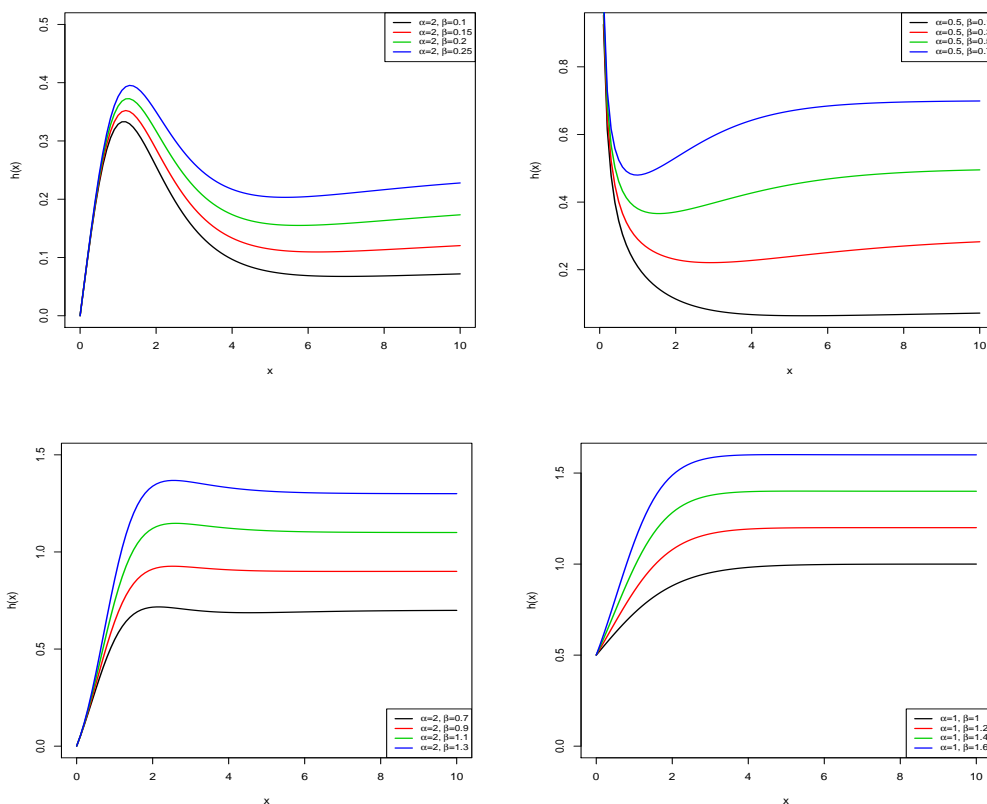 0.5
0.4
0.3
0.2
0.1
0.0
h(x)
α=2, β=0.1
α=2, β=0.15
α=2, β=0.2
α=2, β=0.25
0 2 4 6 8 10
x
0.8
0.6
0.4
0.2
h(x)
α=0.5, β=0.
α=0.5, β=0.
α=0.5, β=0.
α=0.5, β=0.
0 2 4 6 8 10
x
1.5
1.0
0.5
0.0
h(x)
α=2, β=0.7
α=2, β=0.9
α=2, β=1.1
α=2, β=1.3
0 2 4 6 8 10
x
1.5
1.0
0.5
0.0
h(x)
α=1, β=1
α=1, β=1.2
α=1, β=1.4
α=1, β=1.6
0 2 4 6 8 10
x